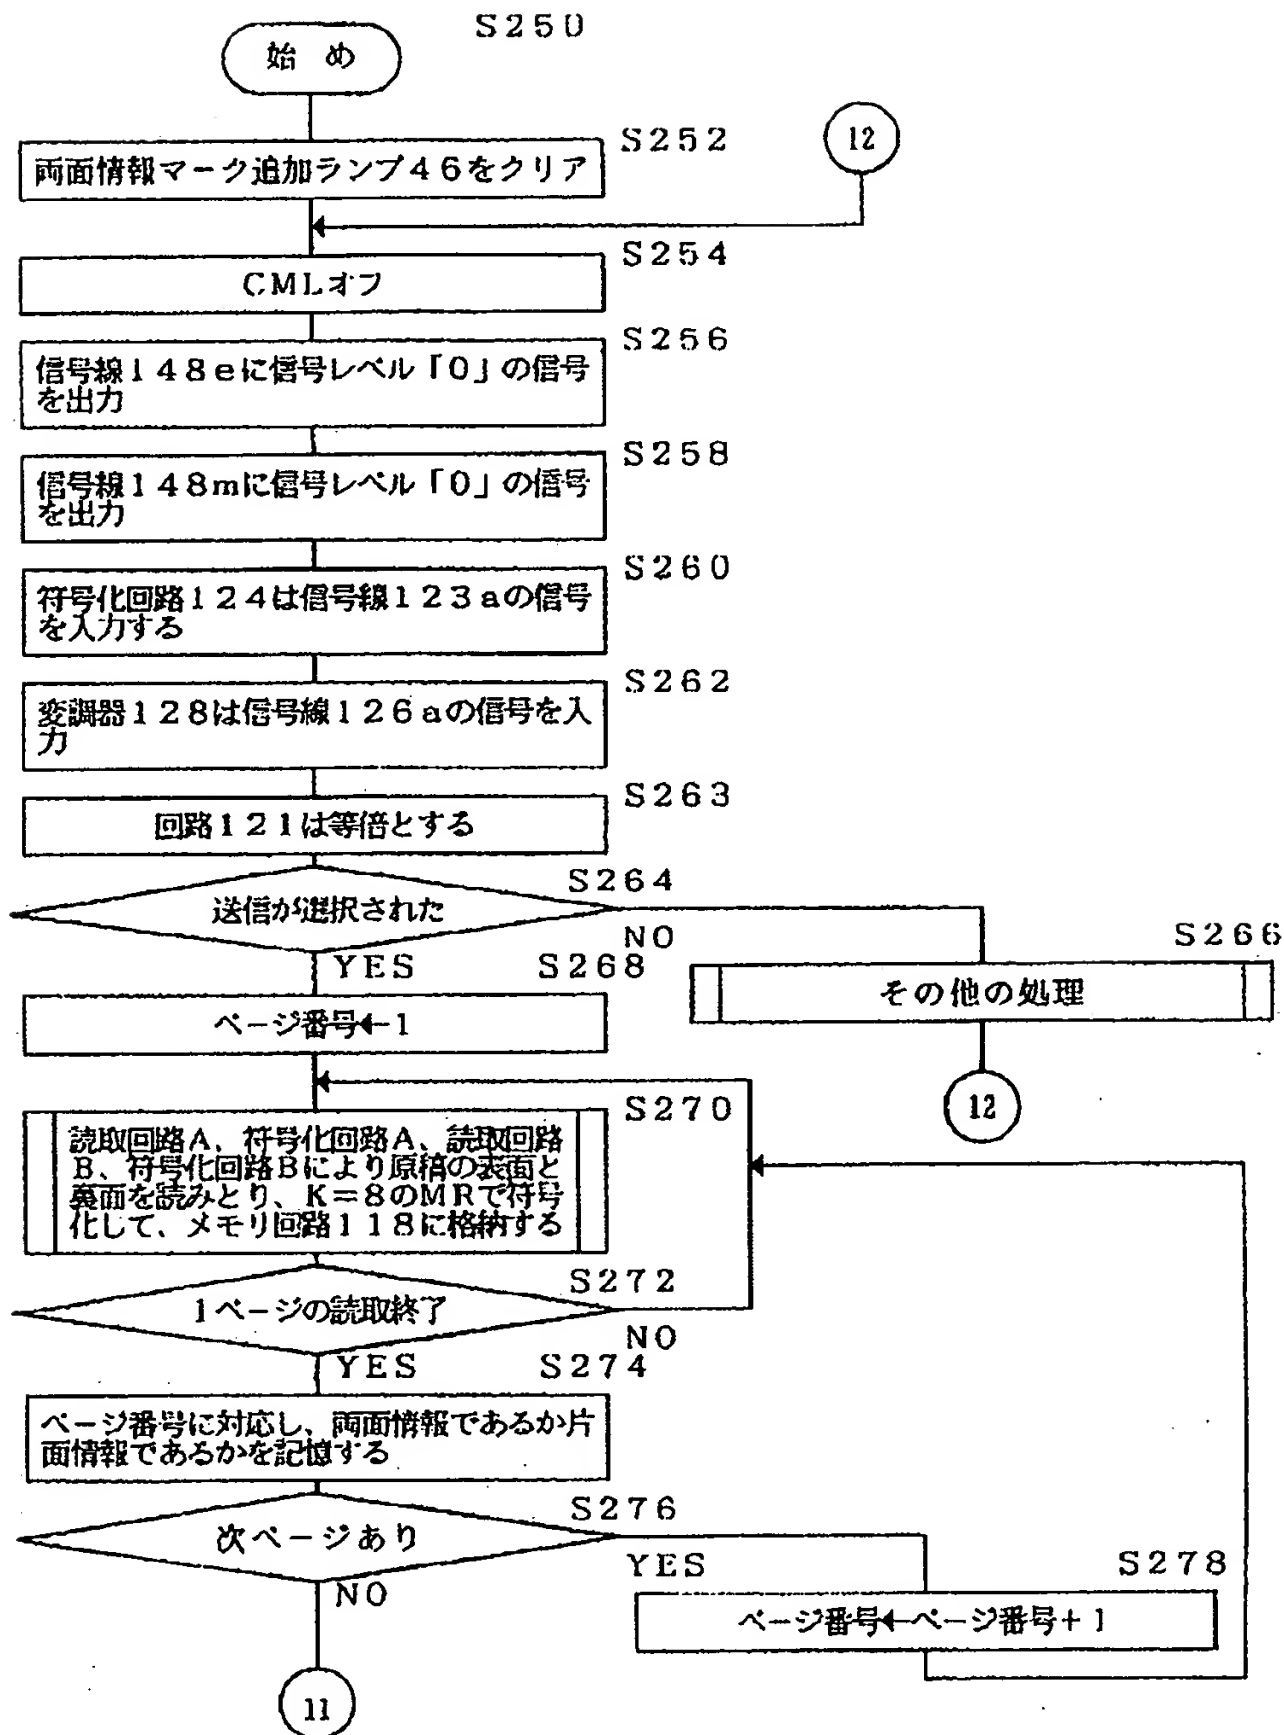 S250
始 め
S252
12
両面情報マーク追加ランプ46をクリア
S254
CMLオフ
S256
信号線148eに信号レベル「0」の信号
を出力
S258
信号線148mに信号レベル「0」の信号
を出力
S260
符号化回路124は信号線123aの信号
を入力する
S262
変調器128は信号線126aの信号を入
力
S263
回路121は等倍とする
S264
送信が選択された
NO
S266
YES
S268
その他の処理
ページ番号←1
12
S270
読取回路A、符号化回路A、読取回路
B、符号化回路Bにより原稿の表面と
裏面を読みとり、K=8のMRで符号
化して、メモリ回路118に格納する
S272
1ページの読取終了
NO
YES
S274
ページ番号に対応し、両面情報であるか片
面情報であるかを記憶する
S276
次ページあり
YES
S278
NO
ページ番号←ページ番号+1
11